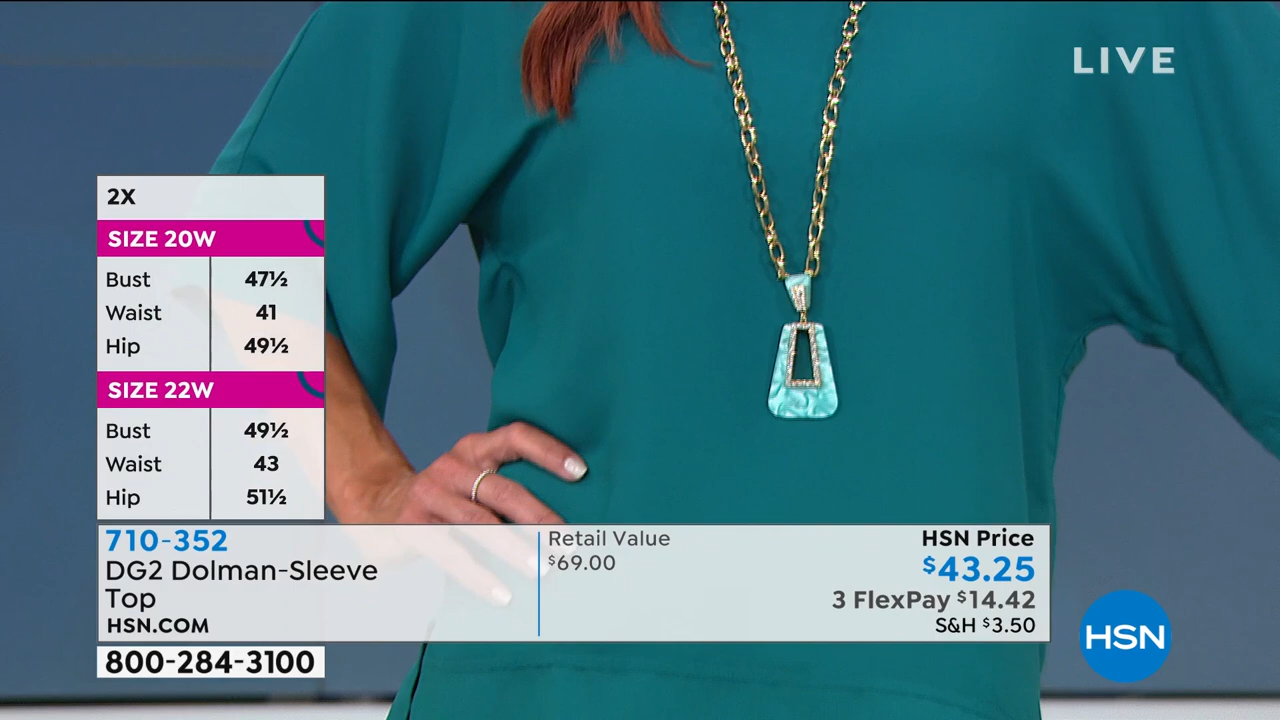 LIVE
2X
SIZE 20W
Bust 47½
Waist 41
Hip 49½
SIZE 22W
Bust 49½
Waist 43
Hip 51½
710-352
DG2 Dolman-Sleeve
Top
HSN.COM
800-284-3100
Retail Value
$69.00
HSN Price
$43.25
3 FlexPay $14.42
S&H $3.50
HSN